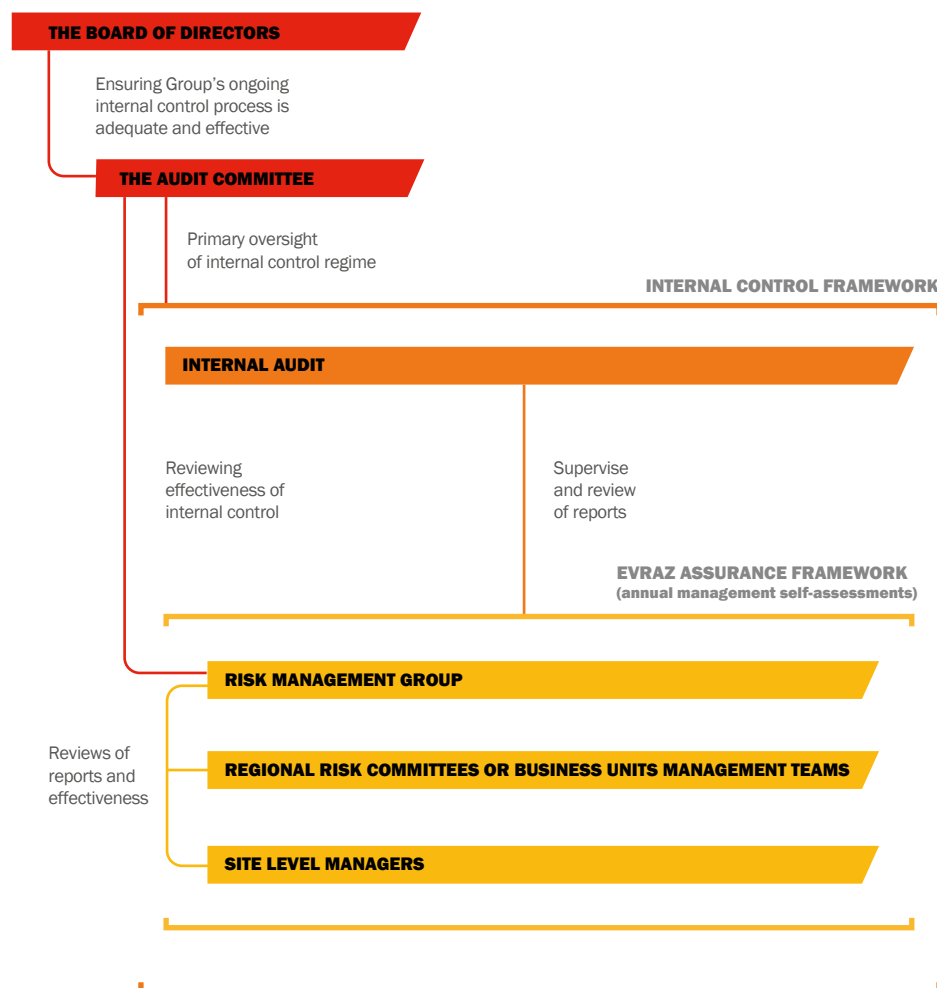 THE BOARD OF DIRECTORS
Ensuring Group's ongoing
internal control process is
adequate and effective
THE AUDIT COMMITTEE
Primary oversight
of internal control regime
INTERNAL CONTROL FRAMEWORK
INTERNAL AUDIT
Reviewing
effectiveness of
internal control
Supervise
and review
of reports
EVRAZ ASSURANCE FRAMEWORK
(annual management self-assessments)
RISK MANAGEMENT GROUP
Reviews of
reports and
effectiveness
REGIONAL RISK COMMITTEES OR BUSINESS UNITS MANAGEMENT TEAMS
SITE LEVEL MANAGERS